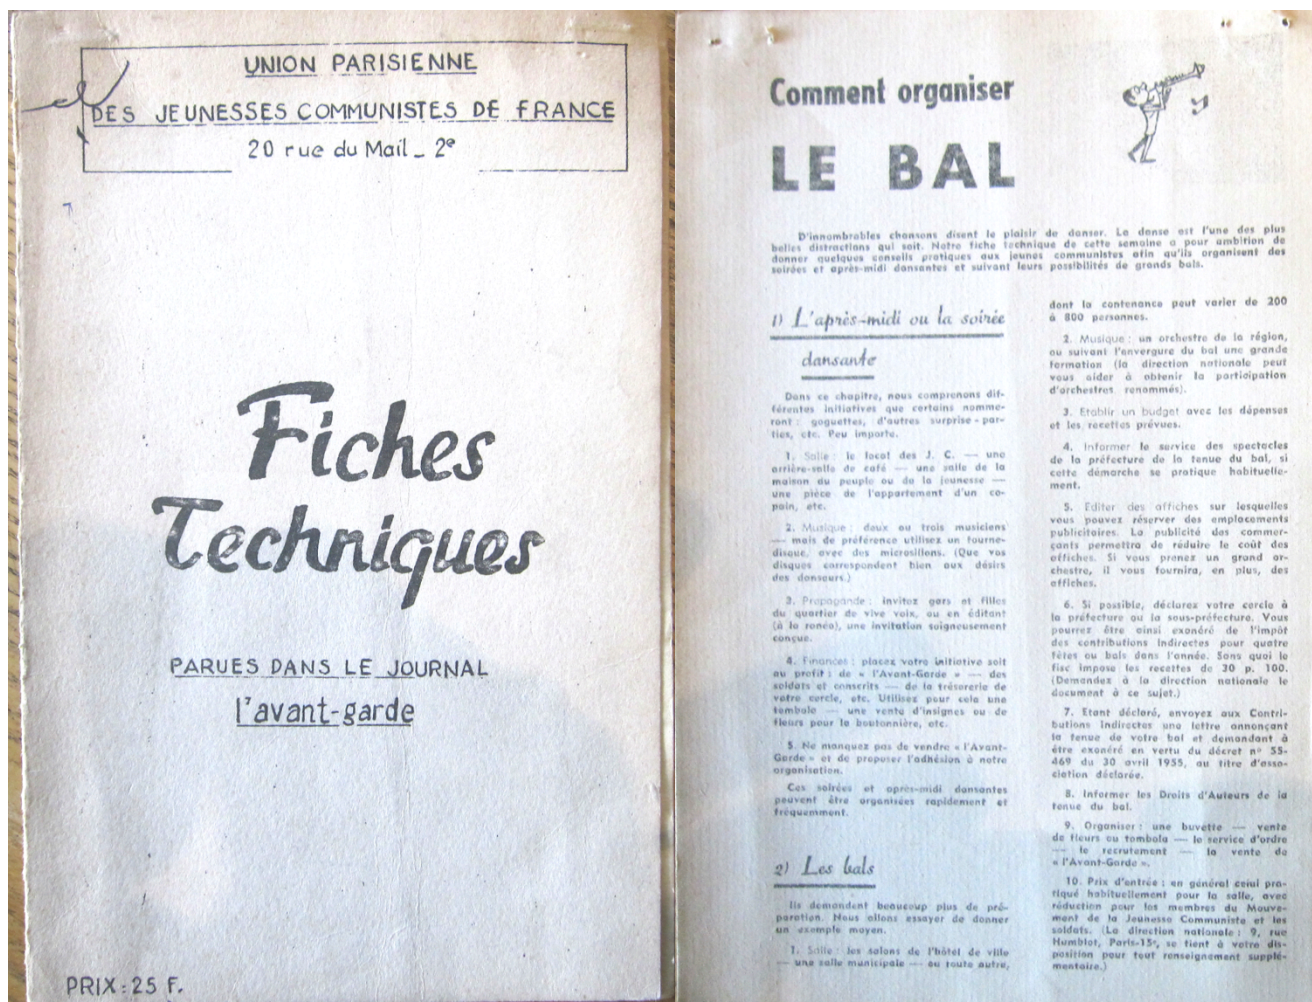 UNION PARISIENNE
DES JEUNESSES COMMUNISTES DE FRANCE
20 rue du Mail _ 2e
Fiches
Techniques
PARUES DANS LE JOURNAL
l'avant-garde
PRIX : 25 F.
Comment organiser
LE BAL
D'innombrables chansons disent le plaisir de danser. La danse est l'une des plus
belles distractions qui soit. Notre fiche technique de cette semaine a pour ambition de
donner quelques conseils pratiques aux jeunes communistes afin qu'ils organisent des
soirées et après-midi dansantes et suivant leurs possibilités de grands bals.
1) L'après-midi ou la soirée
dansante
Dans ce chapitre, nous comprenons dif-
férentes initiatives que certains nomme-
ront : goguettes, d'autres surprise-par-
ties, etc. Peu importe.
1. Salle : le local des J. C. — une
arrière-salle de café — une salle de la
maison du peuple ou de la jeunesse —
une pièce de l'appartement d'un co-
pain, etc.
2. Musique : deux ou trois musiciens
— mais de préférence utilisez un tourne-
disque, avec des microsillons. (Que vos
disques correspondent bien aux désirs
des danseurs.)
3. Propagande : invitez gars et filles
du quartier de vive voix, ou en éditant
(à la ronéo), une invitation soigneusement
conçue.
4. Finances : placez votre initiative soit
au profit : de « l'Avant-Garde » — des
soldats et conscrits — de la trésorerie de
votre cercle, etc. Utilisez pour cela une
tombola — une vente d'insignes ou de
fleurs pour la boutonnière, etc.
5. Ne manquez pas de vendre « l'Avant-
Garde » et de proposer l'adhésion à notre
organisation.
Ces soirées et après-midi dansantes
peuvent être organisées rapidement et
fréquemment.
2) Les bals
Ils demandent beaucoup plus de pré-
paration. Nous allons essayer de donner
un exemple moyen.
1. Salle : les salons de l'hôtel de ville
— une salle municipale — ou toute autre,
dont la contenance peut varier de 200
à 800 personnes.
2. Musique : un orchestre de la région,
ou suivant l'envergure du bal une grande
formation (la direction nationale peut
vous aider à obtenir la participation
d'orchestres renommés).
3. Etablir un budget avec les dépenses
et les recettes prévues.
4. Informer le service des spectacles
de la préfecture de la tenue du bal, si
cette démarche se pratique habituelle-
ment.
5. Editer des affiches sur lesquelles
vous pouvez réserver des emplacements
publicitaires. La publicité des commer-
çants permettra de réduire le coût des
affiches. Si vous prenez un grand or-
chestre, il vous fournira, en plus, des
affiches.
6. Si possible, déclarez votre cercle à
la préfecture ou la sous-préfecture. Vous
pourrez être ainsi exonéré de l'impôt
des contributions indirectes pour quatre
fêtes ou bals dans l'année. Sans quoi le
fisc impose les recettes de 30 p. 100.
(Demandez à la direction nationale le
document à ce sujet.)
7. Etant déclaré, envoyez aux Contri-
butions Indirectes une lettre annonçant
la tenue de votre bal et demandant à
être exonéré en vertu du décret n° 55-
469 du 30 avril 1955, au titre d'asso-
ciation déclarée.
8. Informer les Droits d'Auteurs de la
tenue du bal.
9. Organiser : une buvette — vente
de fleurs ou tombola — le service d'ordre
— le recrutement — la vente de
« l'Avant-Garde ».
10. Prix d'entrée : en général celui pra-
tiqué habituellement pour la salle, avec
réduction pour les membres du Mouve-
ment de la Jeunesse Communiste et les
soldats. (La direction nationale : 9, rue
Humblot, Paris-15e, se tient à votre dis-
position pour tout renseignement supplé-
mentaire.)